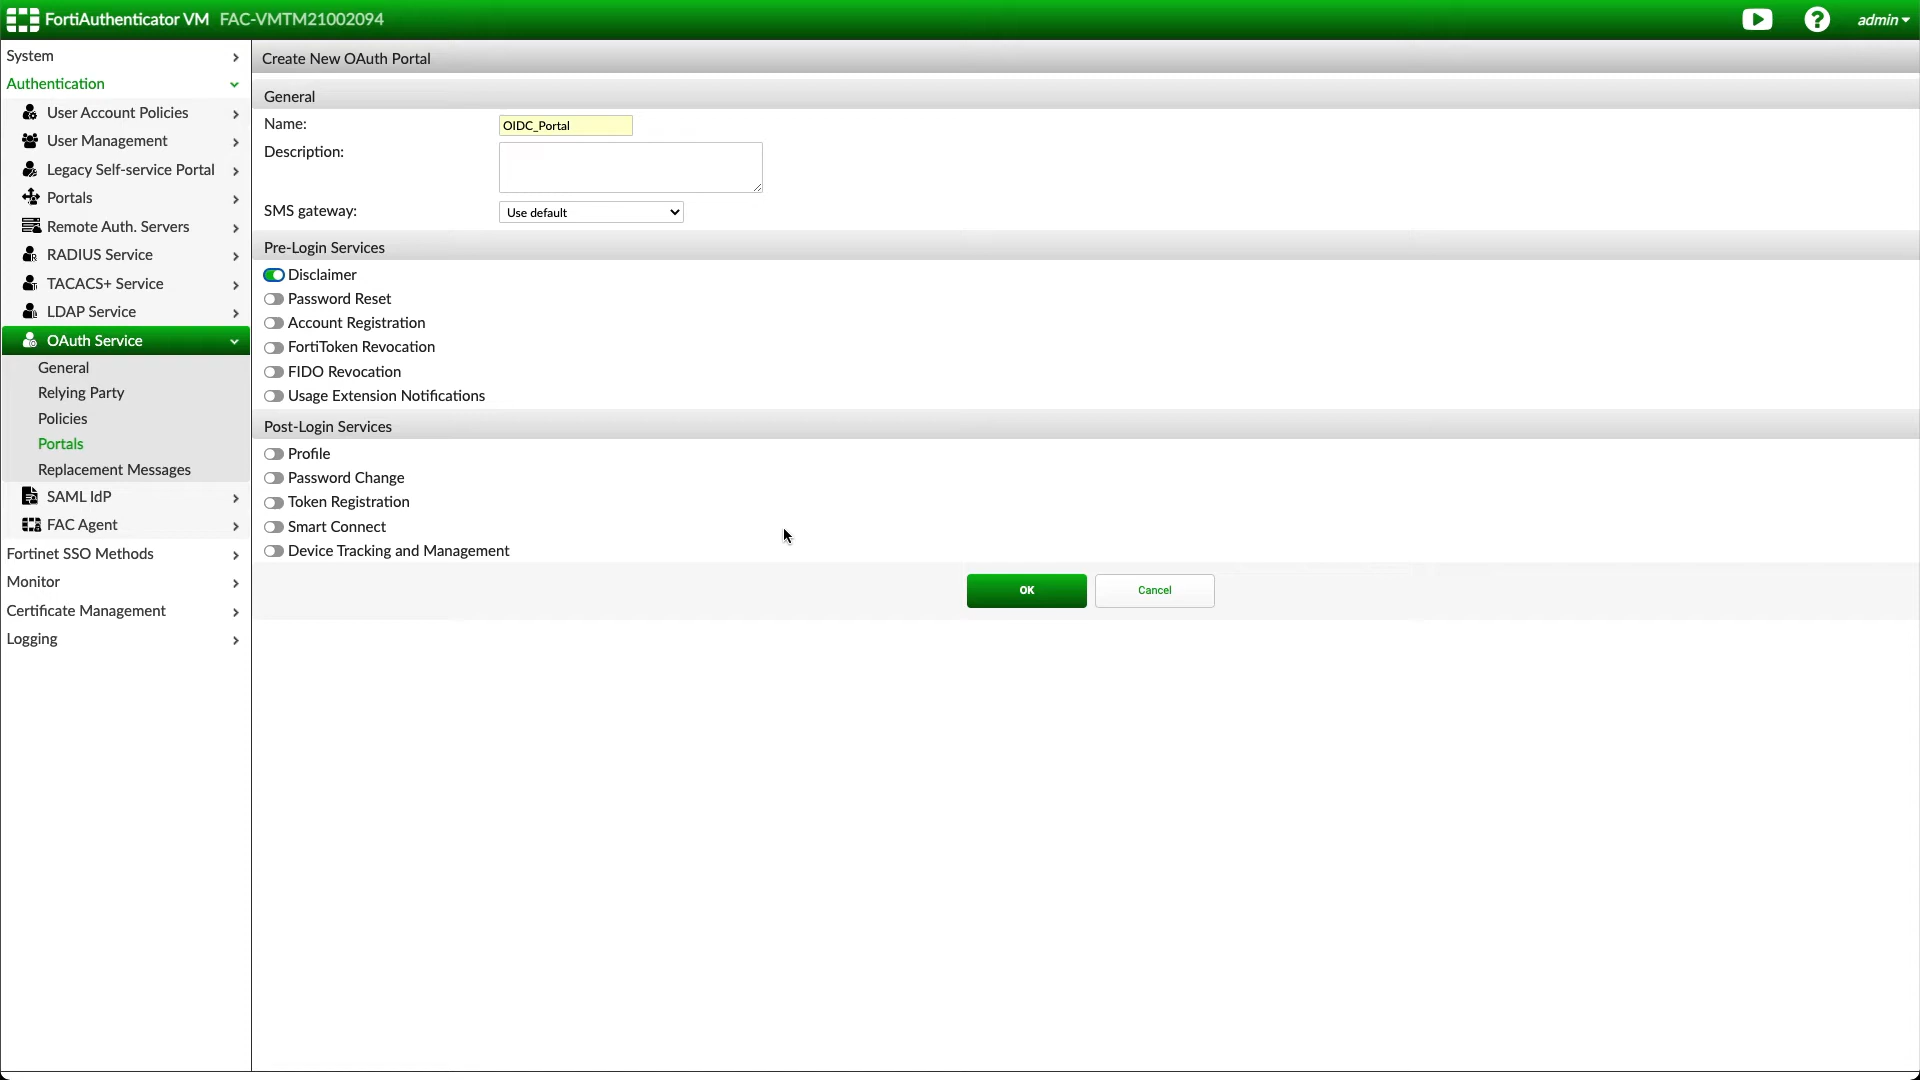 FortiAuthenticator VM FAC-VMTM21002094
admin
System
Authentication
User Account Policies
User Management
Legacy Self-service Portal
Portals
Remote Auth. Servers
RADIUS Service
TACACS+ Service
LDAP Service
OAuth Service
General
Relying Party
Policies
Portals
Replacement Messages
SAML IdP
FAC Agent
Fortinet SSO Methods
Monitor
Certificate Management
Logging
Create New OAuth Portal
General
Name: OIDC_Portal
Description:
SMS gateway: Use default
Pre-Login Services
Disclaimer
Password Reset
Account Registration
FortiToken Revocation
FIDO Revocation
Usage Extension Notifications
Post-Login Services
Profile
Password Change
Token Registration
Smart Connect
Device Tracking and Management
OK Cancel